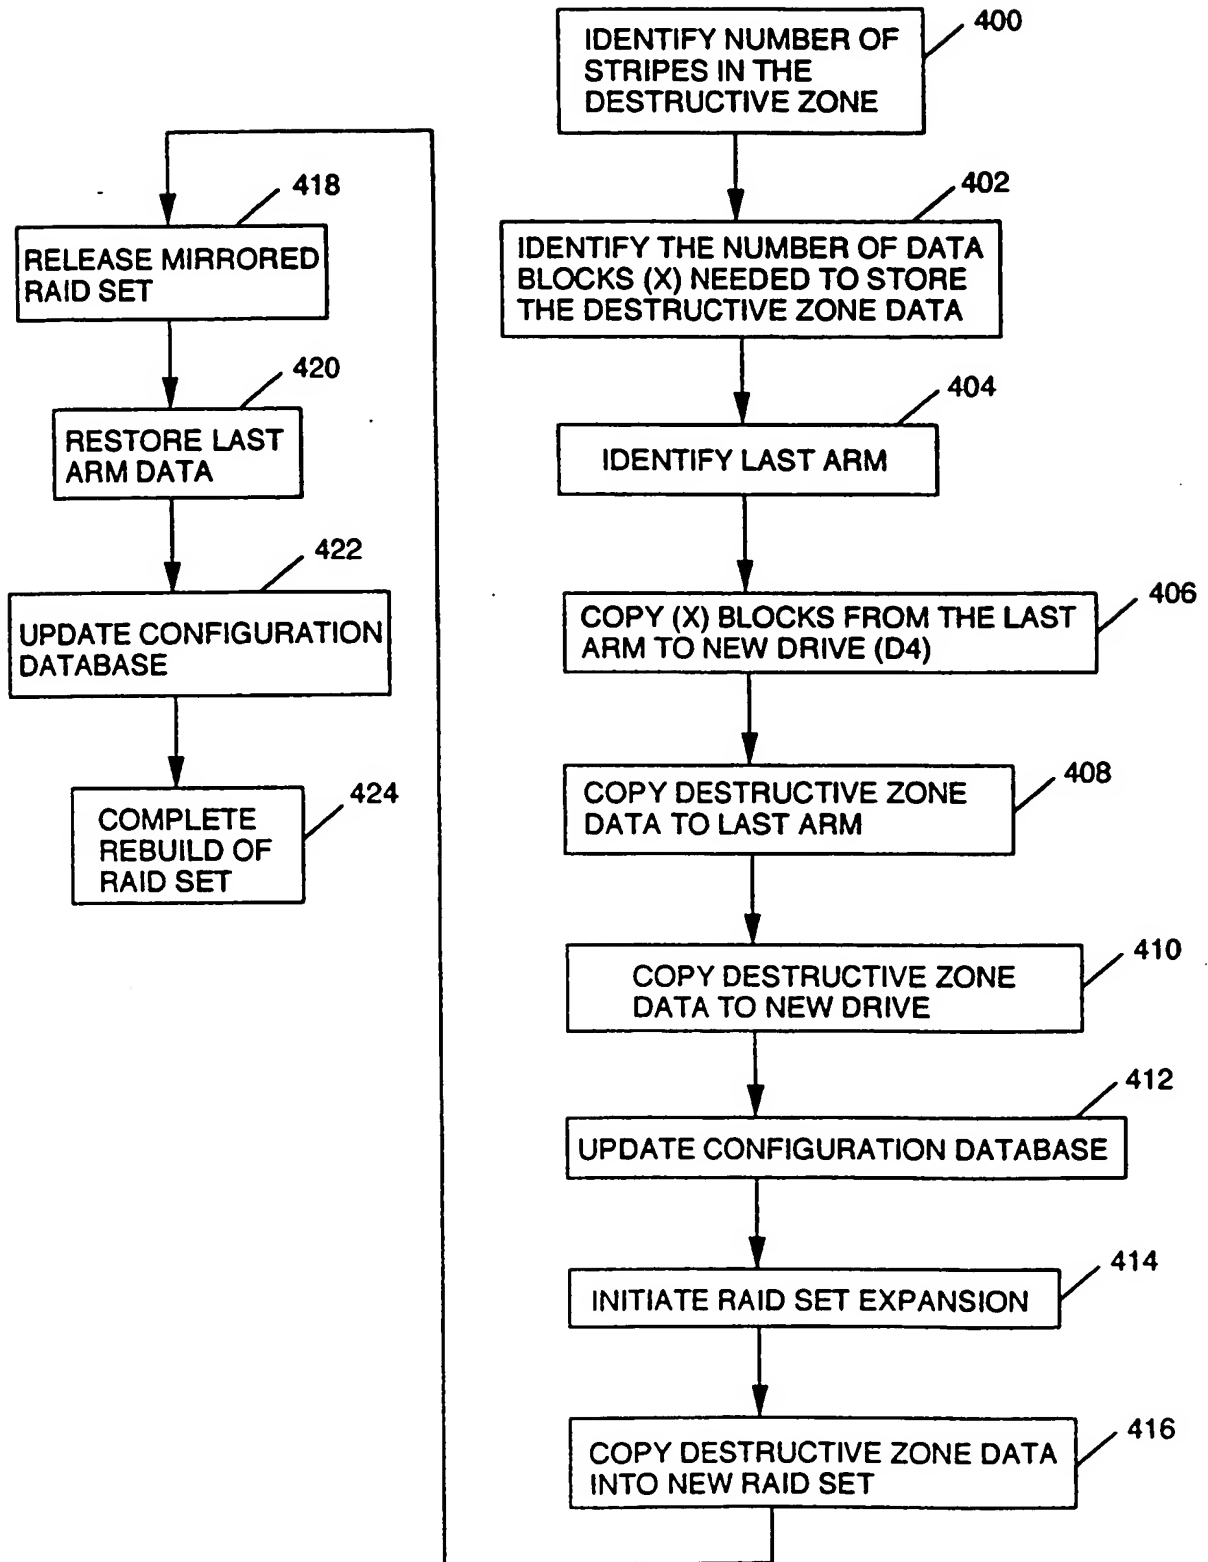 400
IDENTIFY NUMBER OF
STRIPES IN THE
DESTRUCTIVE ZONE
402
IDENTIFY THE NUMBER OF DATA
BLOCKS (X) NEEDED TO STORE
THE DESTRUCTIVE ZONE DATA
404
IDENTIFY LAST ARM
406
COPY (X) BLOCKS FROM THE LAST
ARM TO NEW DRIVE (D4)
408
COPY DESTRUCTIVE ZONE
DATA TO LAST ARM
410
COPY DESTRUCTIVE ZONE
DATA TO NEW DRIVE
412
UPDATE CONFIGURATION DATABASE
414
INITIATE RAID SET EXPANSION
416
COPY DESTRUCTIVE ZONE DATA
INTO NEW RAID SET
418
RELEASE MIRRORED
RAID SET
420
RESTORE LAST
ARM DATA
422
UPDATE CONFIGURATION
DATABASE
424
COMPLETE
REBUILD OF
RAID SET